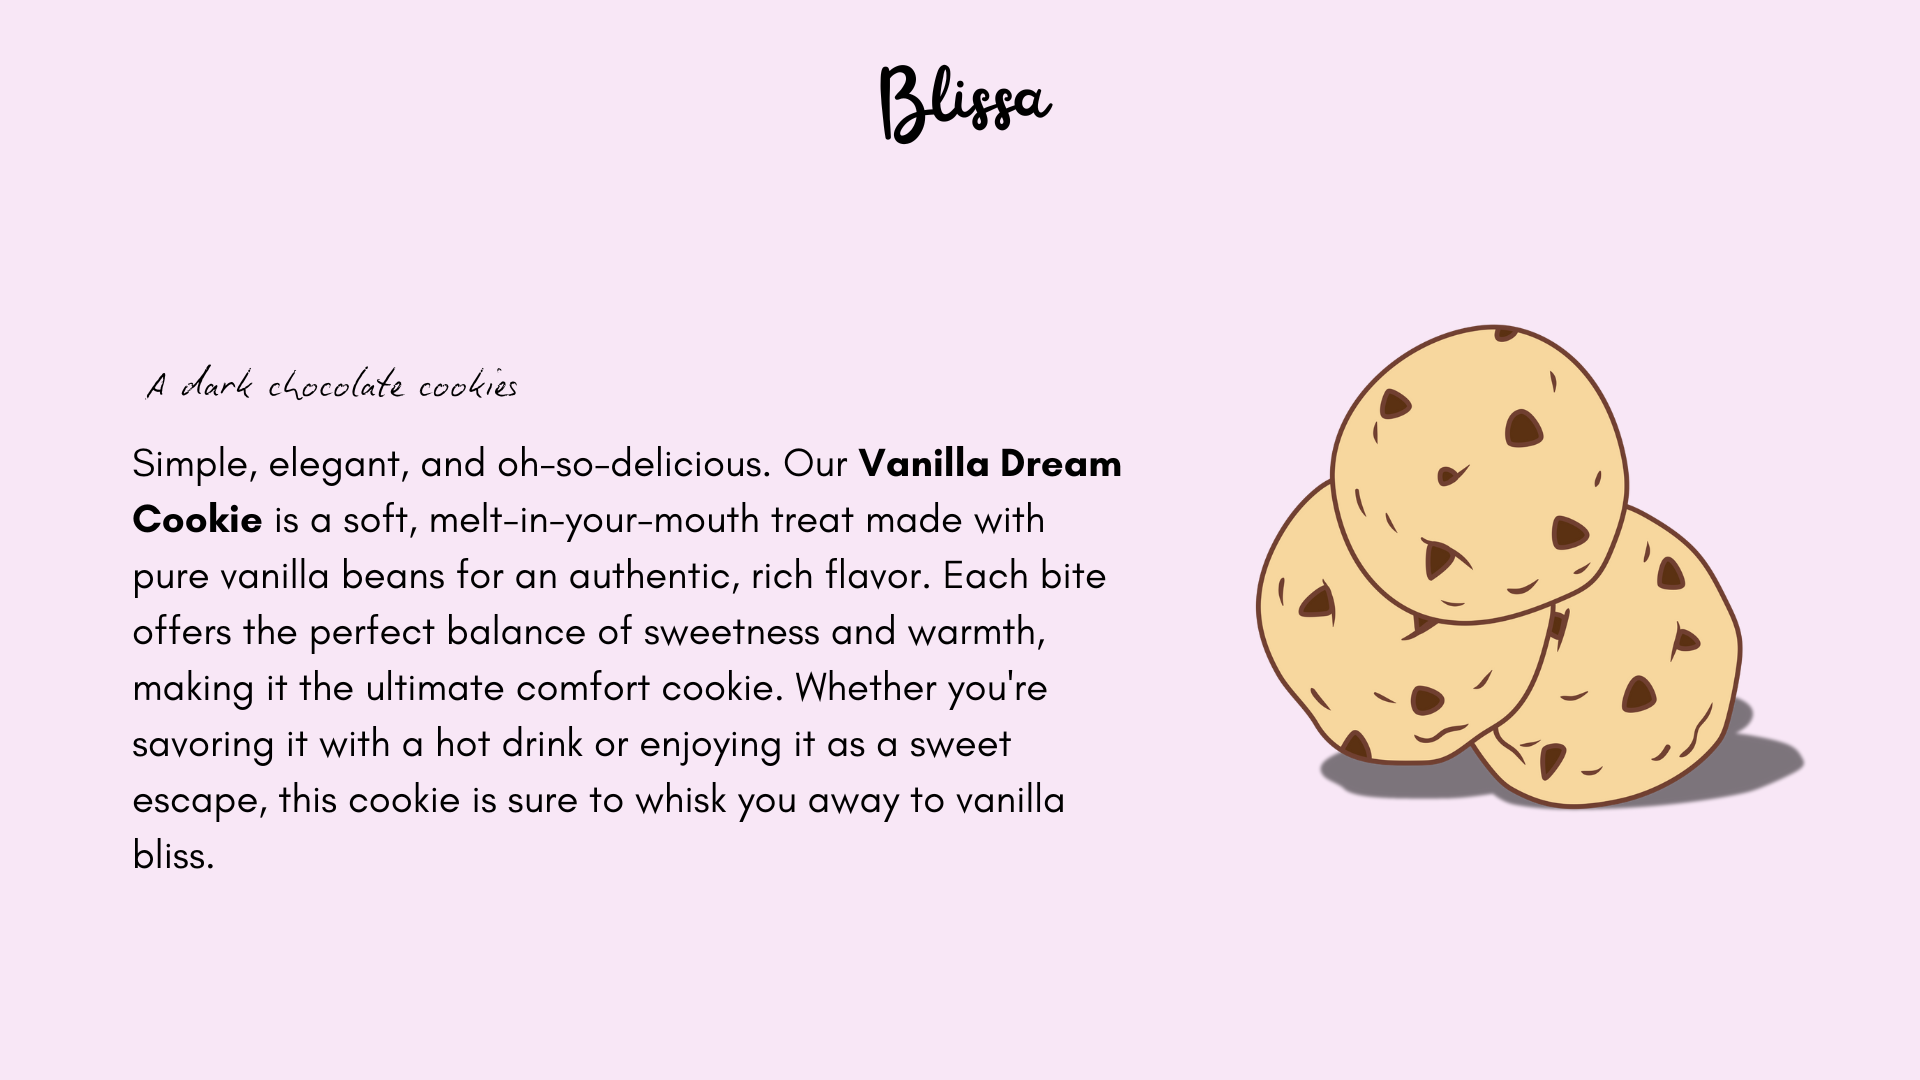 Blissa
A dark chocolate cookies
Simple, elegant, and oh-so-delicious. Our Vanilla Dream
Cookie is a soft, melt-in-your-mouth treat made with
pure vanilla beans for an authentic, rich flavor. Each bite
offers the perfect balance of sweetness and warmth,
making it the ultimate comfort cookie. Whether you're
savoring it with a hot drink or enjoying it as a sweet
escape, this cookie is sure to whisk you away to vanilla
bliss.